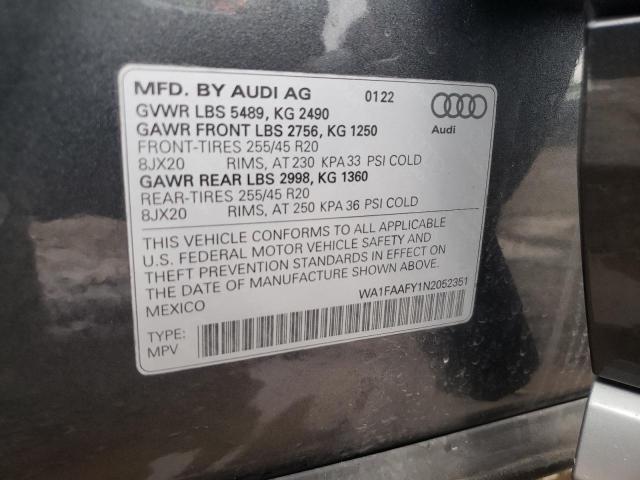 MFD. BY AUDI AG 0122
GVWR LBS 5489, KG 2490
GAWR FRONT LBS 2756, KG 1250
FRONT-TIRES 255/45 R20
8JX20 RIMS, AT 230 KPA 33 PSI COLD
GAWR REAR LBS 2998, KG 1360
REAR-TIRES 255/45 R20
8JX20 RIMS, AT 250 KPA 36 PSI COLD
Audi
THIS VEHICLE CONFORMS TO ALL APPLICABLE
U.S. FEDERAL MOTOR VEHICLE SAFETY AND
THEFT PREVENTION STANDARDS IN EFFECT ON
THE DATE OF MANUFACTURE SHOWN ABOVE.
MEXICO
WA1FAAFY1N2052351
TYPE:
MPV